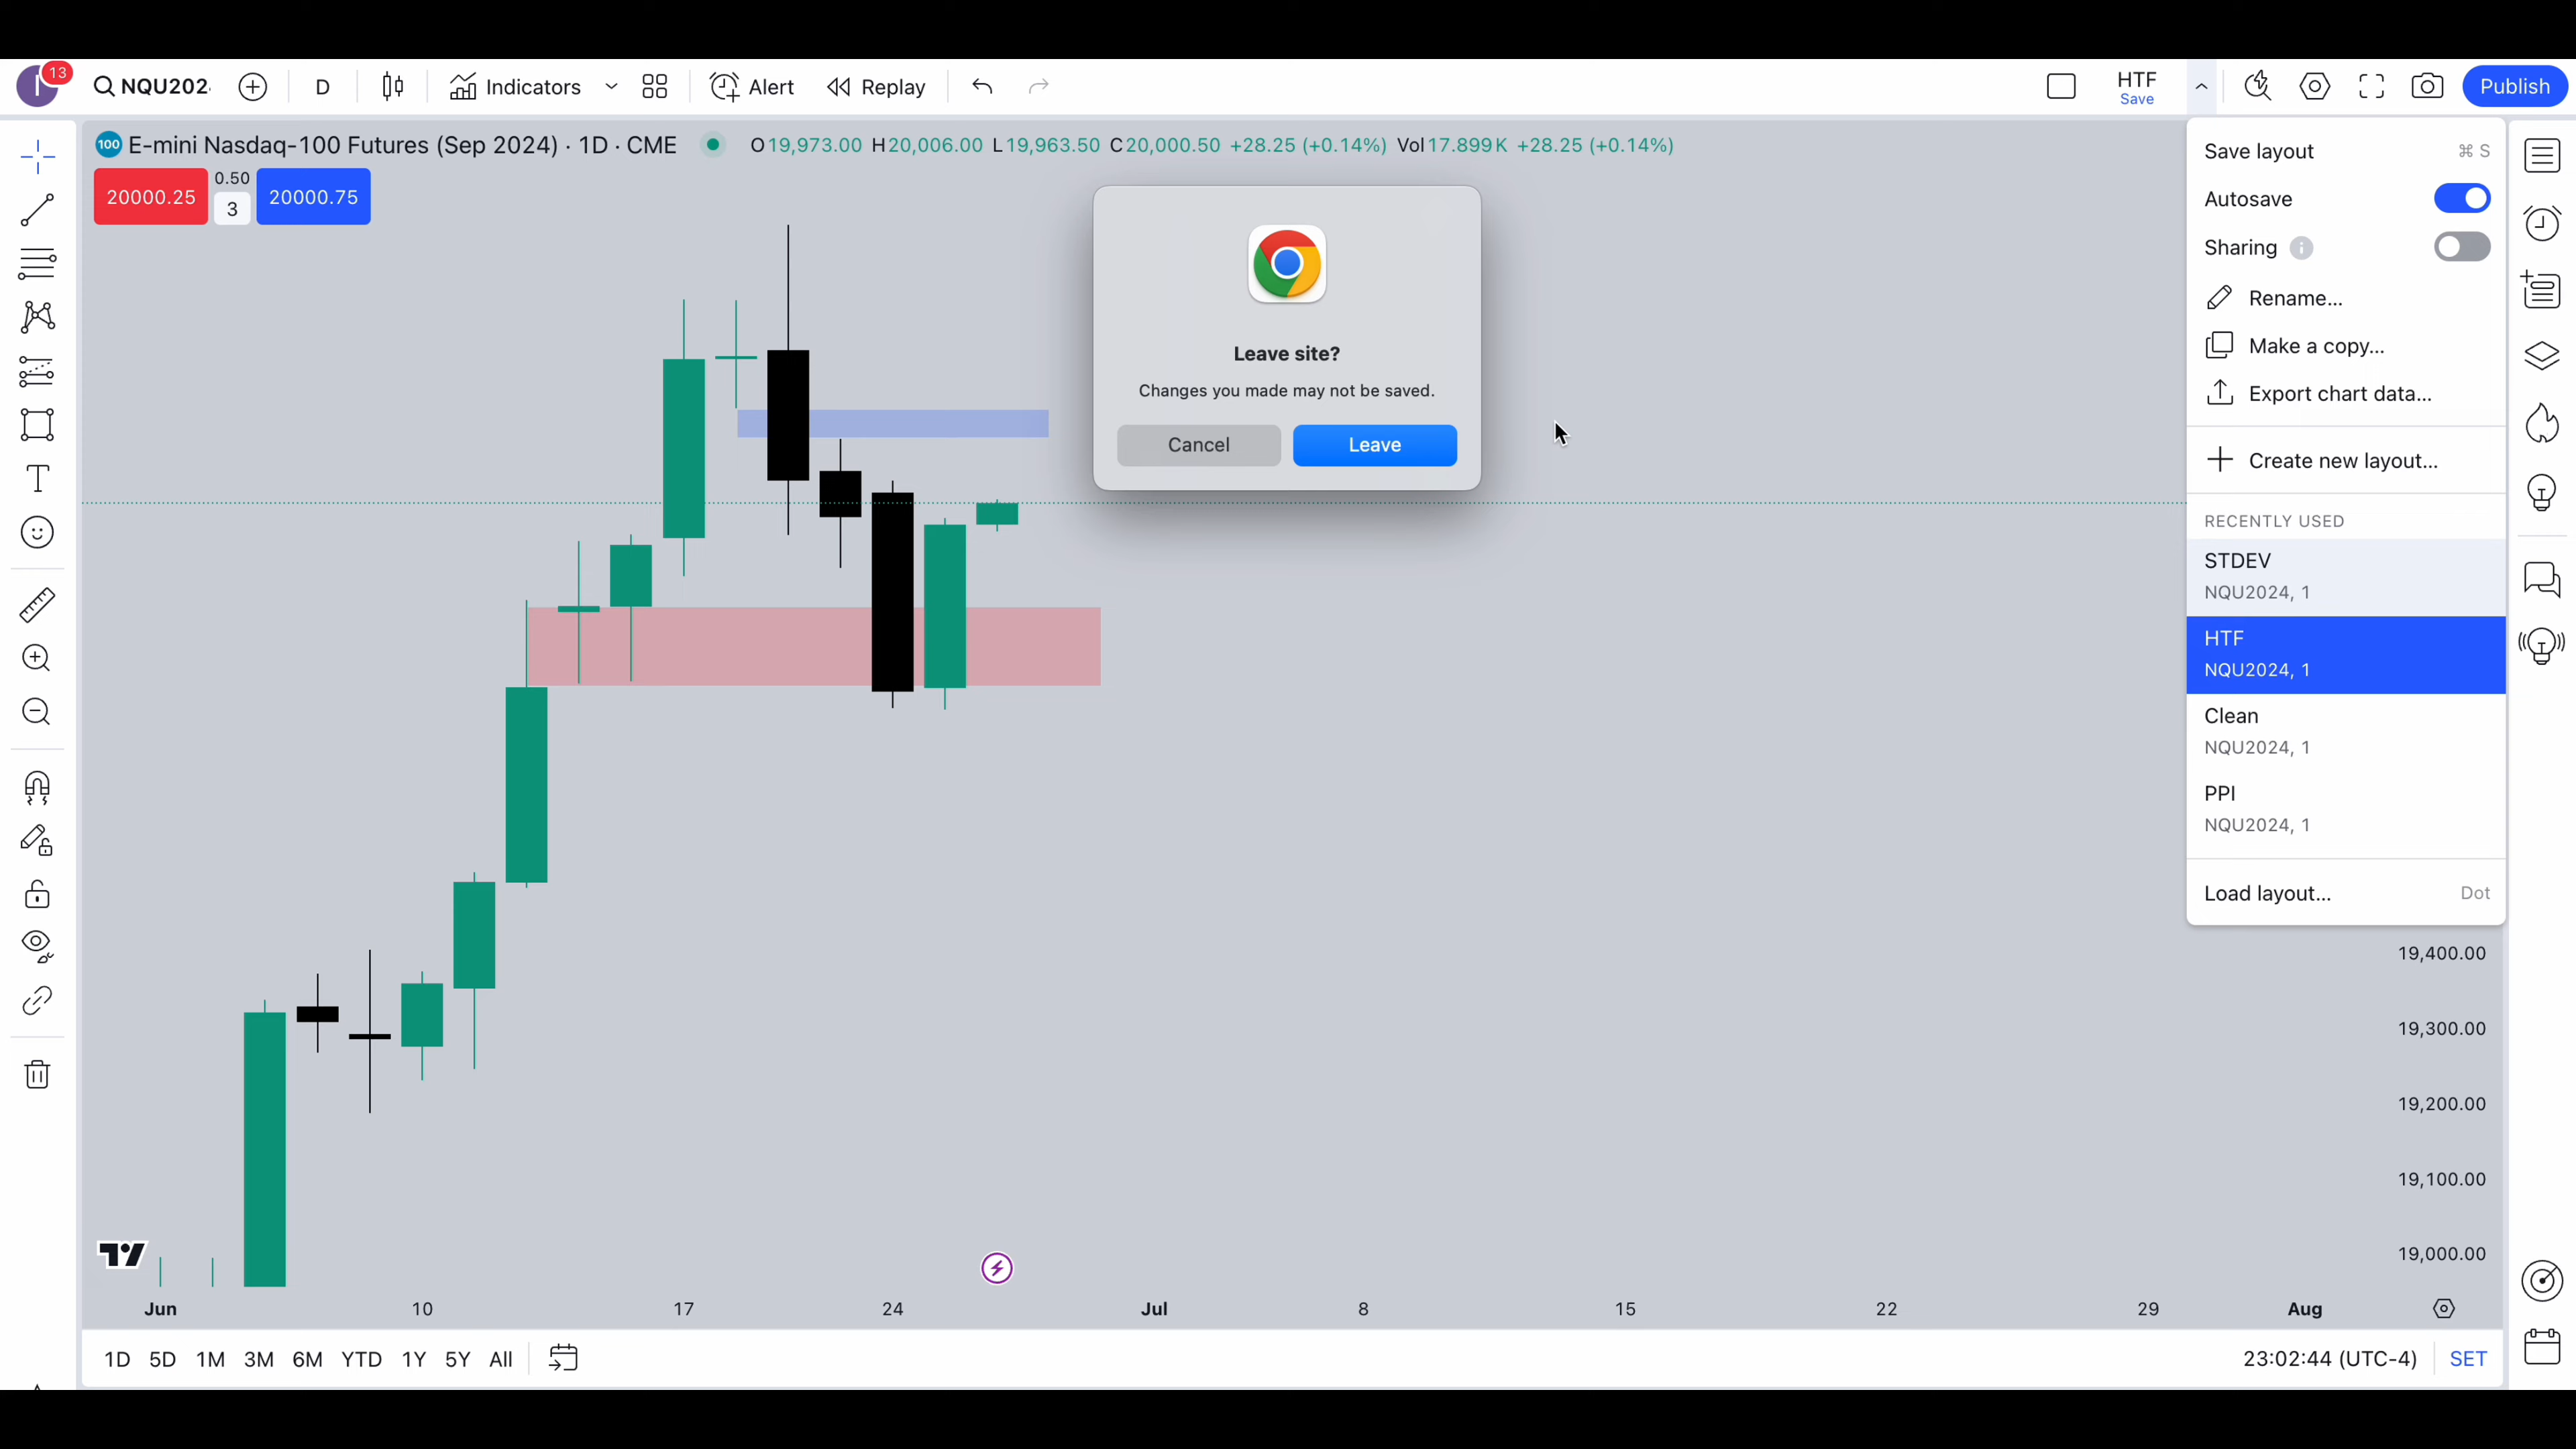 I
13
NQU202
D
Indicators
Alert
Replay
HTF
Save
Publish
100 E-mini Nasdaq-100 Futures (Sep 2024) · 1D · CME
O19,973.00 H20,006.00 L19,963.50 C20,000.50 +28.25 (+0.14%) Vol17.899K +28.25 (+0.14%)
20000.25
0.50
3
20000.75
Leave site?
Changes you made may not be saved.
Cancel
Leave
Save layout ⌘ S
Autosave
Sharing
Rename...
Make a copy...
Export chart data...
Create new layout...
RECENTLY USED
STDEV
NQU2024, 1
HTF
NQU2024, 1
Clean
NQU2024, 1
PPI
NQU2024, 1
Load layout... Dot
19,400.00
19,300.00
19,200.00
19,100.00
19,000.00
Jun 10 17 24 Jul 8 15 22 29 Aug
1D 5D 1M 3M 6M YTD 1Y 5Y All
23:02:44 (UTC-4) SET